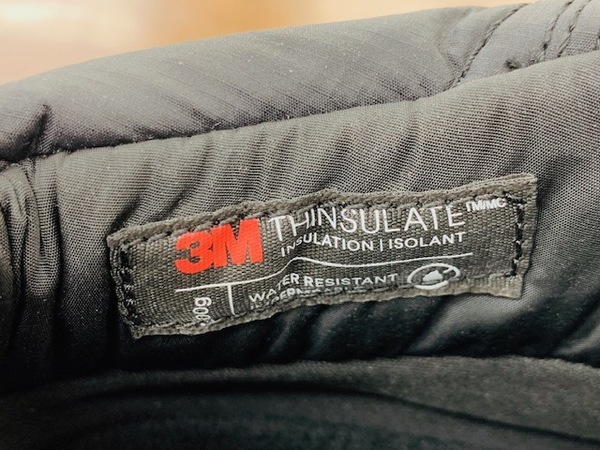 3M THINSULATE TM/MC
INSULATION | ISOLANT
WATER RESISTANT